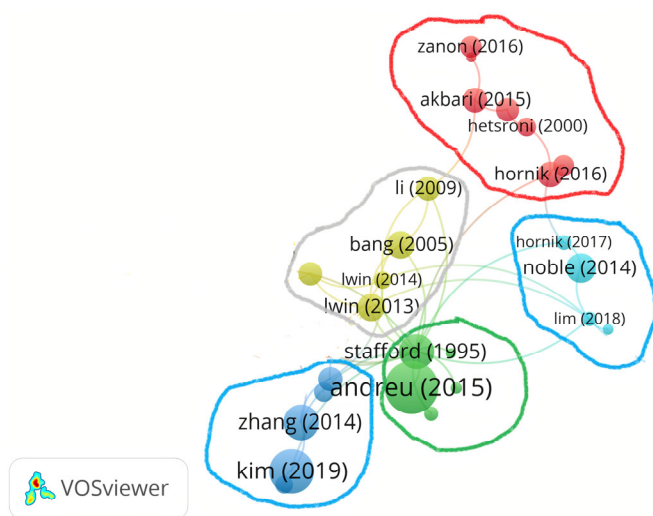 zanon (2016)
akbari (2015)
hetsroni (2000)
hornik (2016)
li (2009)
bang (2005)
hornik (2017)
noble (2014)
lwin (2014)
lwin (2013)
lim (2018)
stafford (1995)
andreu (2015)
zhang (2014)
kim (2019)
VOSviewer